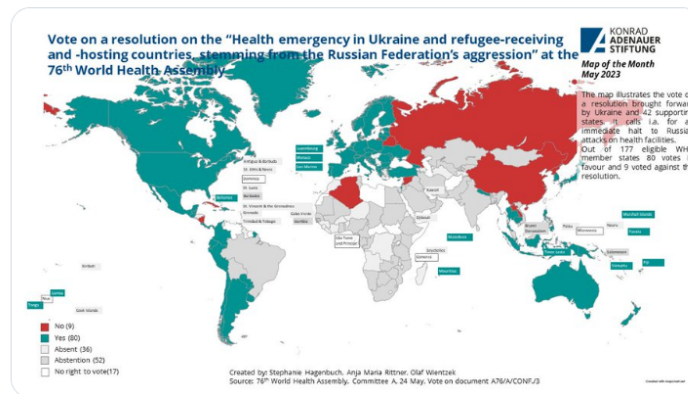 Vote on a resolution on the "Health emergency in Ukraine and refugee-receiving
and -hosting countries, stemming from the Russian Federation's aggression" at the
76th World Health Assembly
KONRAD
ADENAUER
STIFTUNG
Map of the Month
May 2023
The map illustrates the vote o
a resolution brought forward
by Ukraine and 42 supportin
states. It calls i.a. for a
immediate halt to Russia
attacks on health facilities.
Out of 177 eligible WH
member states 80 votes i
favour and 9 voted against th
resolution.
Luxembourg
Monaco
San Marino
Antigua & Barbuda
St. Kitts & Nevis
Dominica
St. Lucia
Barbados
Bahamas
St. Vincent & the Grenadines
Grenada
Trinidad & Tobago
Cabo Verde
Gambia
Kuwait
Djibouti
Sao Tomé
and Principe
Seychelles
Comoros
Mauritius
Maldives
Brunei
Darussalam
Timor-Leste
Palau
Micronesia
Nauru
Marshall Islands
Tuvalu
Solomon
Vanuatu
Fiji
Kiribati
Samoa
Niue
Tonga
Cook Islands
No (9)
Yes (80)
Absent (36)
Abstention (52)
No right to vote(17)
Created by: Stephanie Hagenbuch, Anja Maria Rittner, Olaf Wientzek
Source: 76th World Health Assembly, Committee A, 24 May. Vote on document A76/A/CONF./3